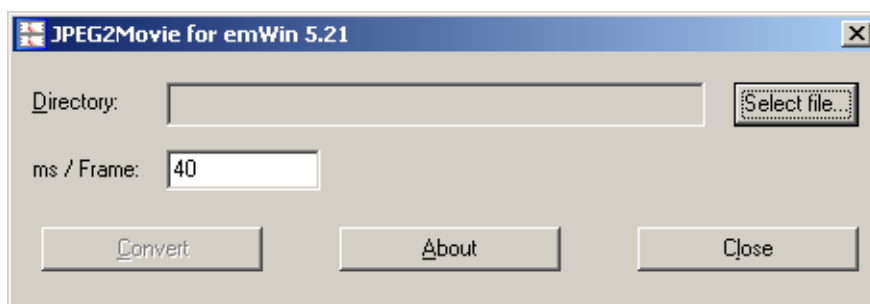 JPEG2Movie for emWin 5.21
Directory: Select file...
ms / Frame: 40
Convert About Close